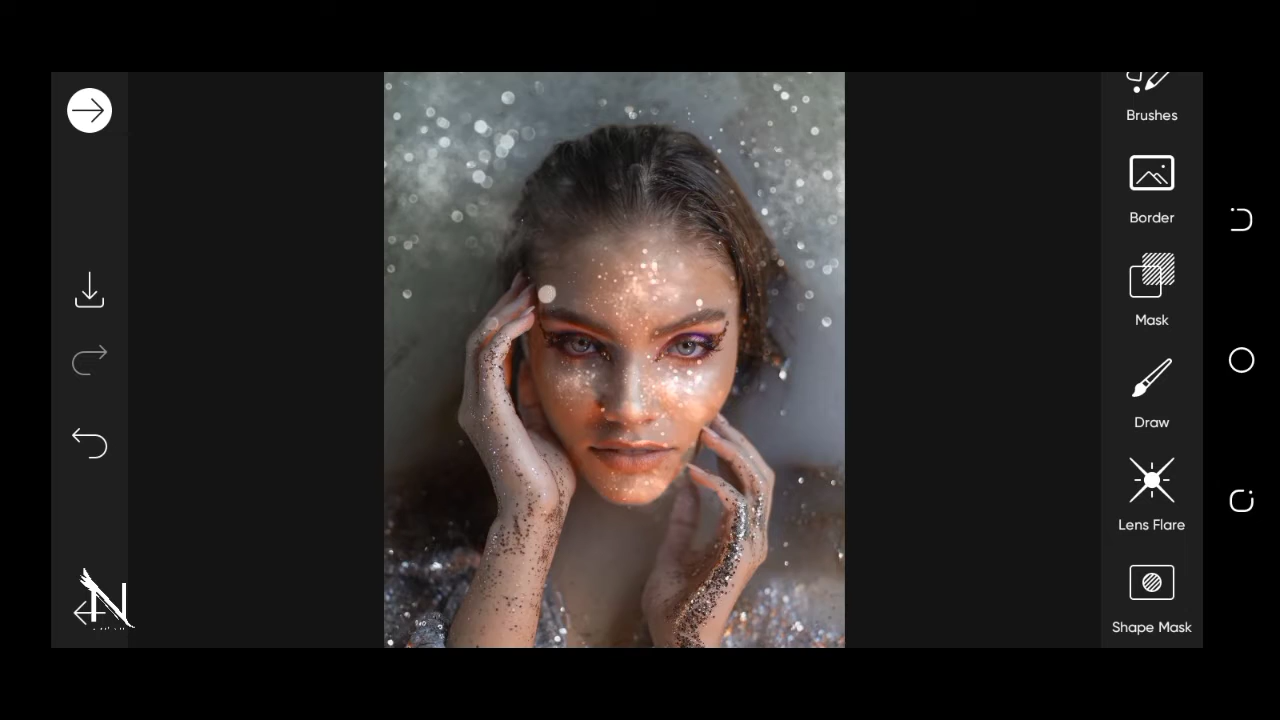 Brushes
Border
Mask
Draw
Lens Flare
Shape Mask
N